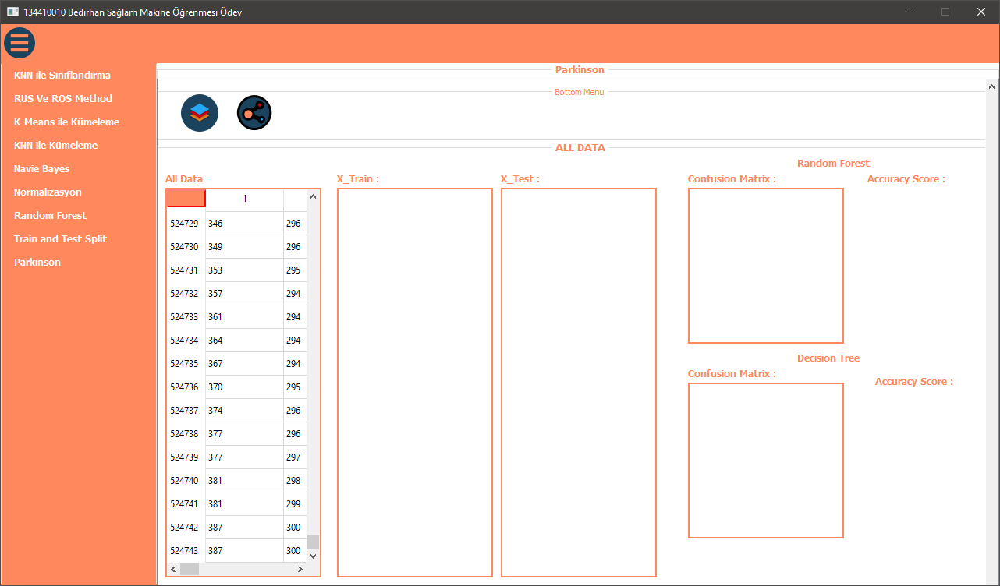 134410010 Bedirhan Sağlam Makine Öğrenmesi Ödev
KNN ile Sınıflandırma
RUS Ve ROS Method
K-Means ile Kümeleme
KNN ile Kümeleme
Navie Bayes
Normalizasyon
Random Forest
Train and Test Split
Parkinson
Parkinson
Bottom Menu
ALL DATA
All Data
1
524729 346 296
524730 349 296
524731 353 295
524732 357 294
524733 361 294
524734 364 294
524735 367 294
524736 370 295
524737 374 296
524738 377 296
524739 377 297
524740 381 298
524741 381 299
524742 387 300
524743 387 300
X_Train :
X_Test :
Random Forest
Confusion Matrix :
Accuracy Score :
Decision Tree
Confusion Matrix :
Accuracy Score :